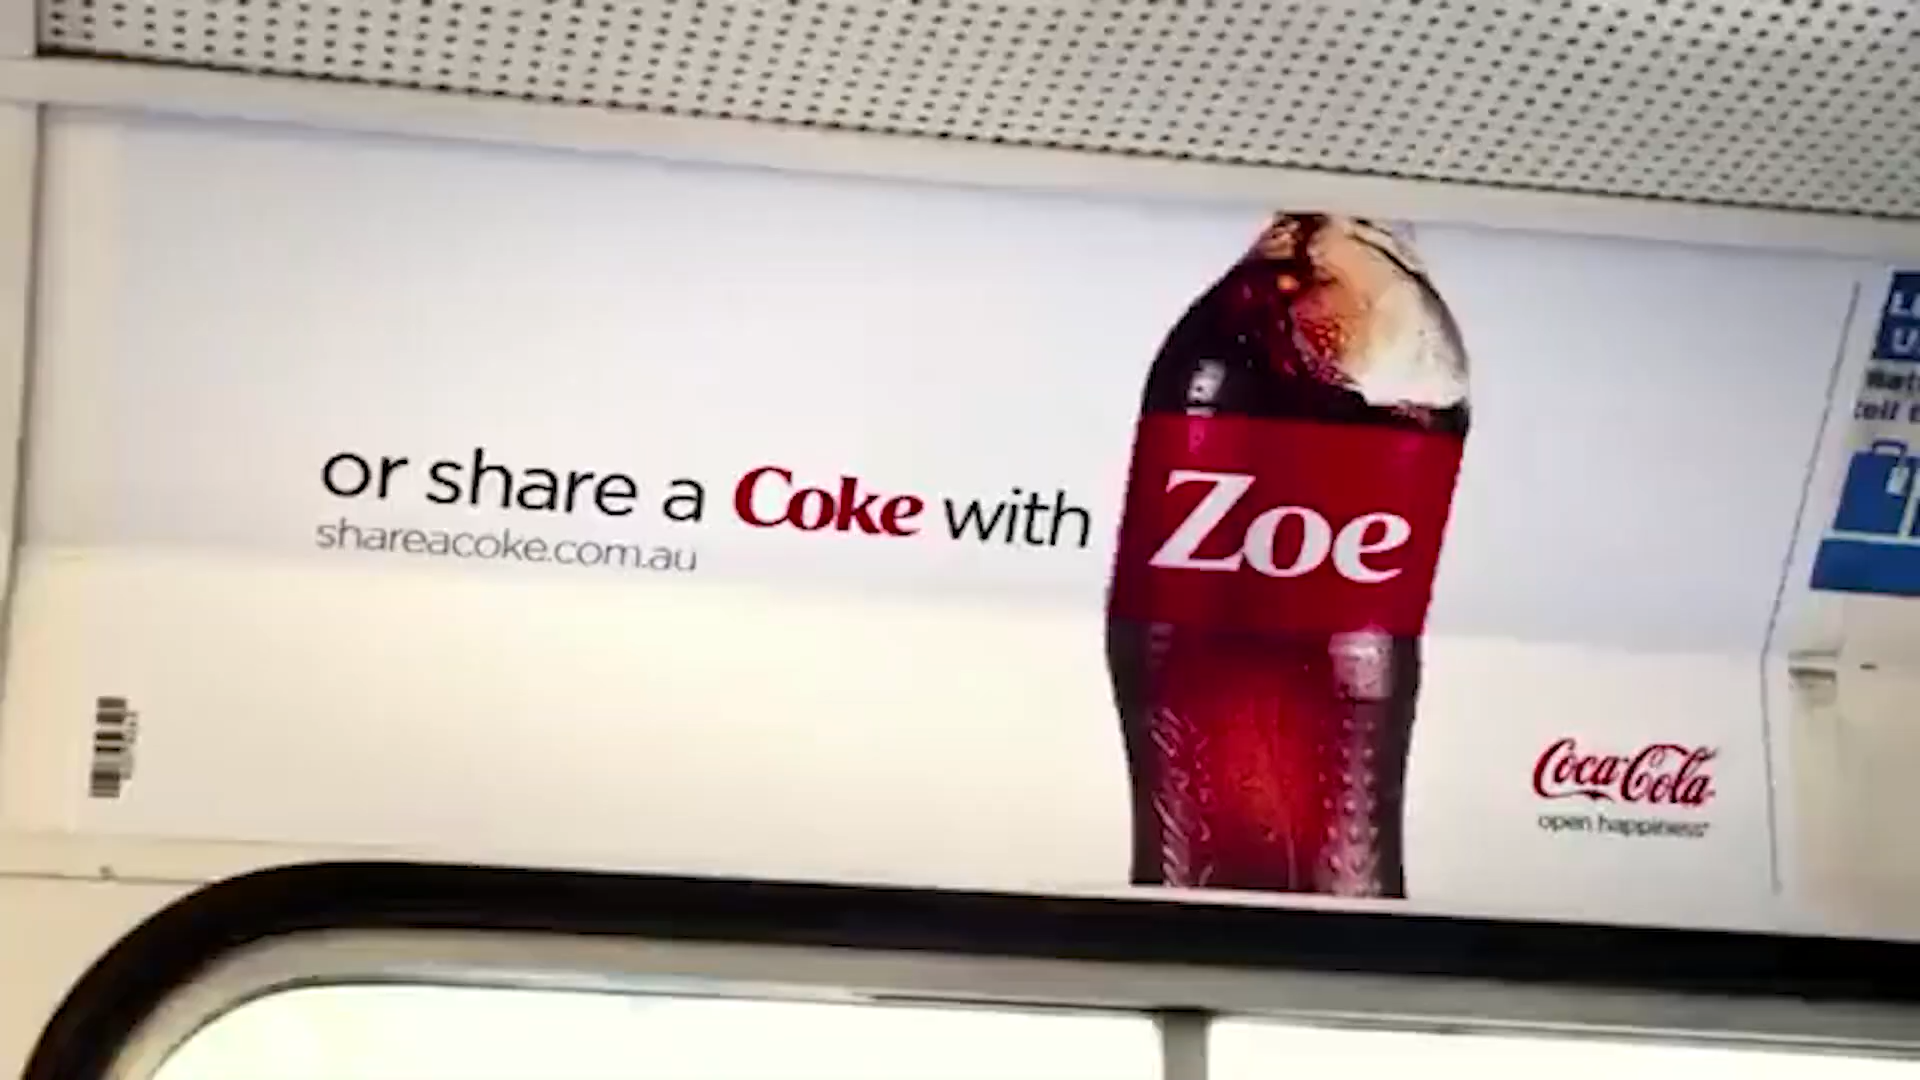 or share a Coke with
Zoe
shareacoke.com.au
Coca-Cola
open happiness